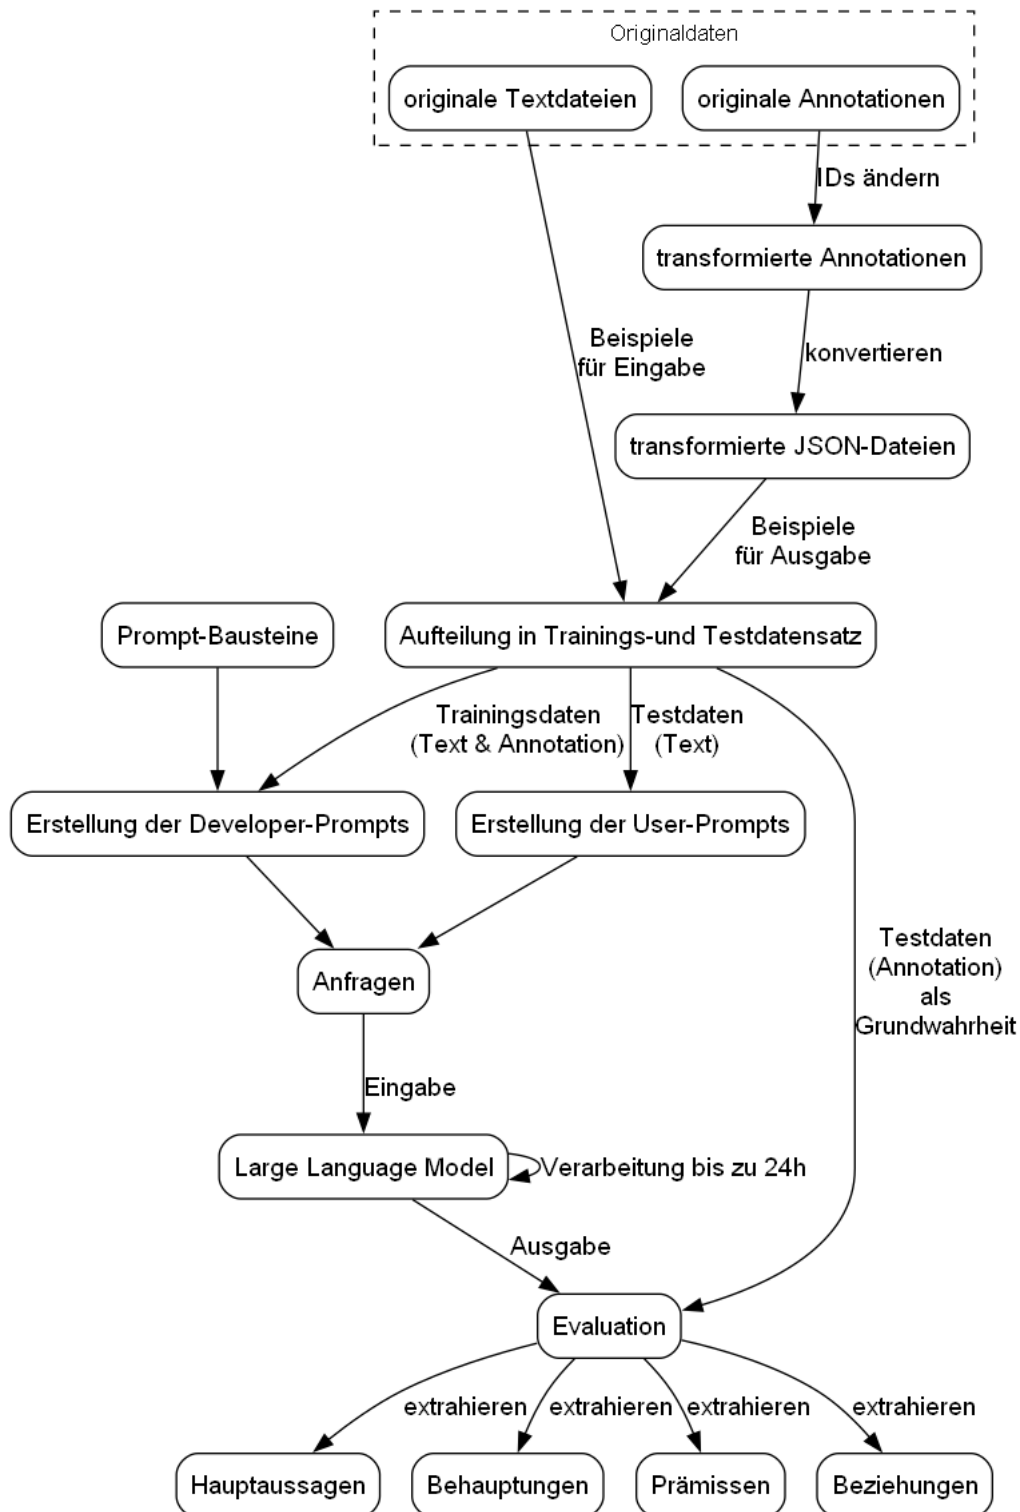 Originaldaten
originale Textdateien
originale Annotationen
IDs ändern
transformierte Annotationen
Beispiele
für Eingabe
konvertieren
transformierte JSON-Dateien
Beispiele
für Ausgabe
Prompt-Bausteine
Aufteilung in Trainings-und Testdatensatz
Trainingsdaten
(Text & Annotation)
Testdaten
(Text)
Erstellung der Developer-Prompts
Erstellung der User-Prompts
Testdaten
(Annotation)
als
Grundwahrheit
Anfragen
Eingabe
Large Language Model
Verarbeitung bis zu 24h
Ausgabe
Evaluation
extrahieren
extrahieren
extrahieren
extrahieren
Hauptaussagen
Behauptungen
Prämissen
Beziehungen